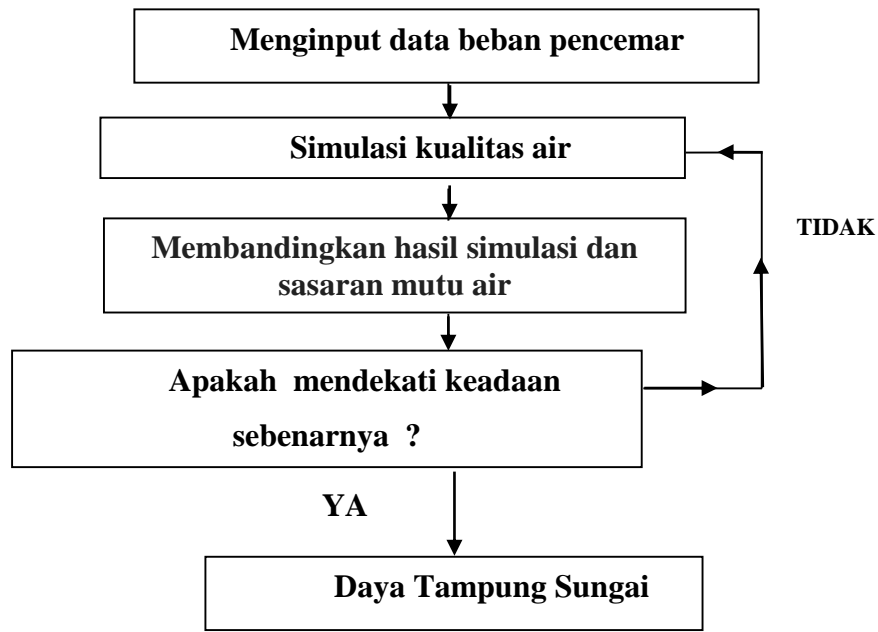 Menginput data beban pencemar
Simulasi kualitas air
TIDAK
Membandingkan hasil simulasi dan
sasaran mutu air
Apakah mendekati keadaan
sebenarnya ?
YA
Daya Tampung Sungai